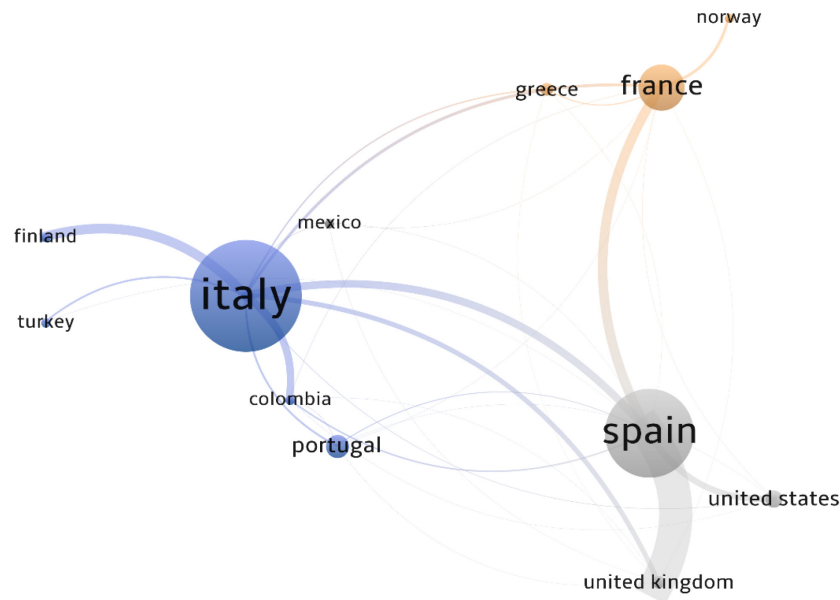 norway
greece
france
mexico
finland
italy
turkey
colombia
portugal
spain
united states
united kingdom